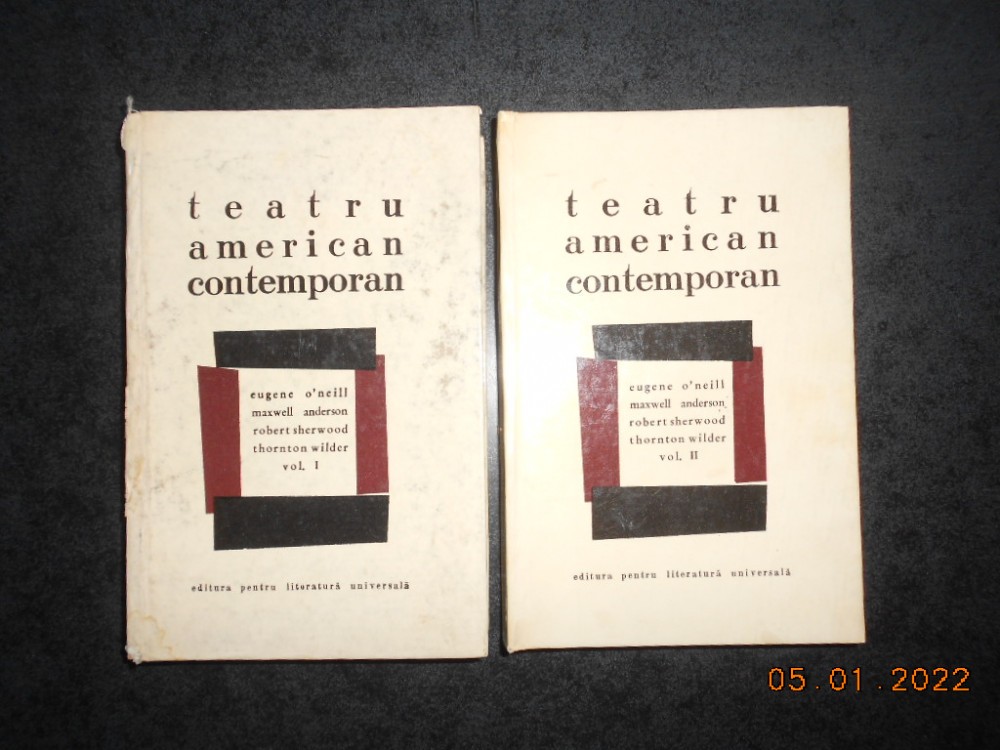 teatru
american
contemporan
eugene o'neill
maxwell anderson
robert sherwood
thornton wilder
vol. I
editura pentru literatură universală
teatru
american
contemporan
eugene o'neill
maxwell anderson
robert sherwood
thornton wilder
vol. II
editura pentru literatură universală
05.01.2022